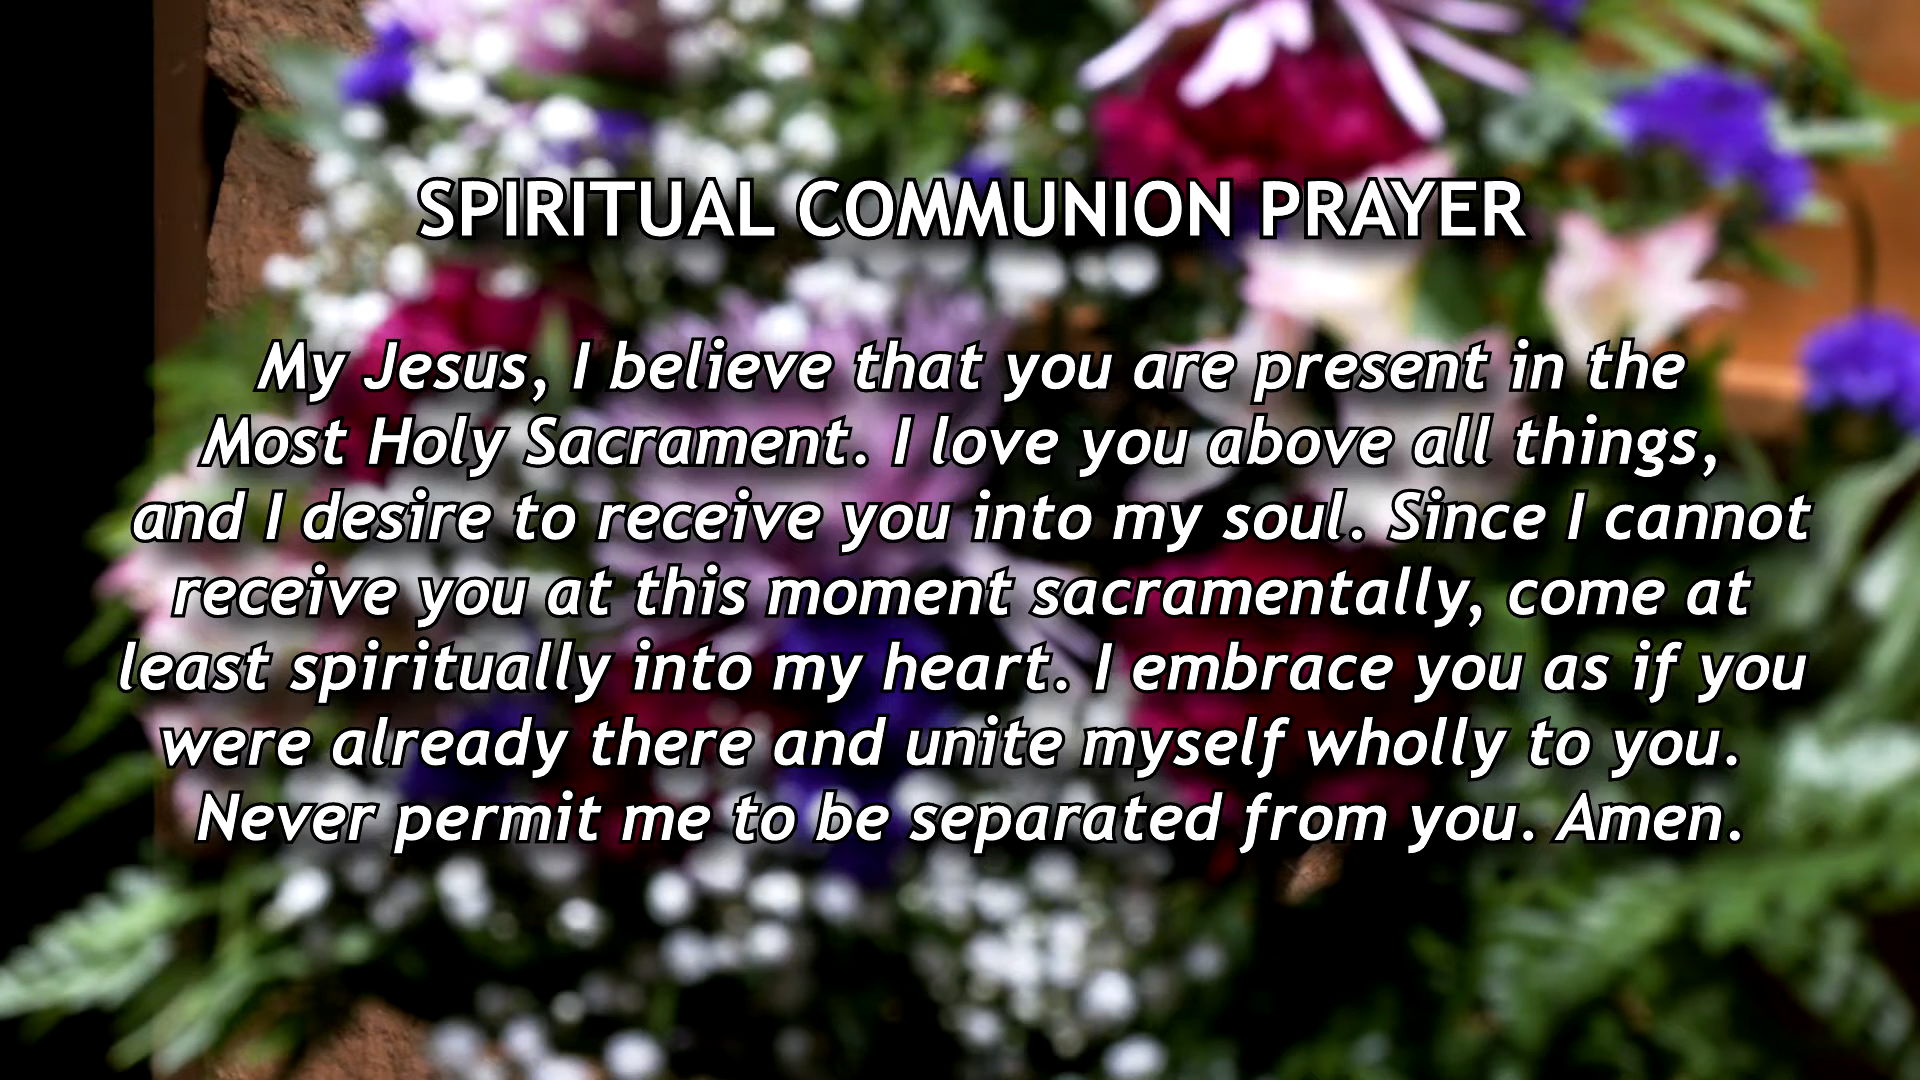 SPIRITUAL COMMUNION PRAYER
My Jesus, I believe that you are present in the
Most Holy Sacrament. I love you above all things,
and I desire to receive you into my soul. Since I cannot
receive you at this moment sacramentally, come at
least spiritually into my heart. I embrace you as if you
were already there and unite myself wholly to you.
Never permit me to be separated from you. Amen.